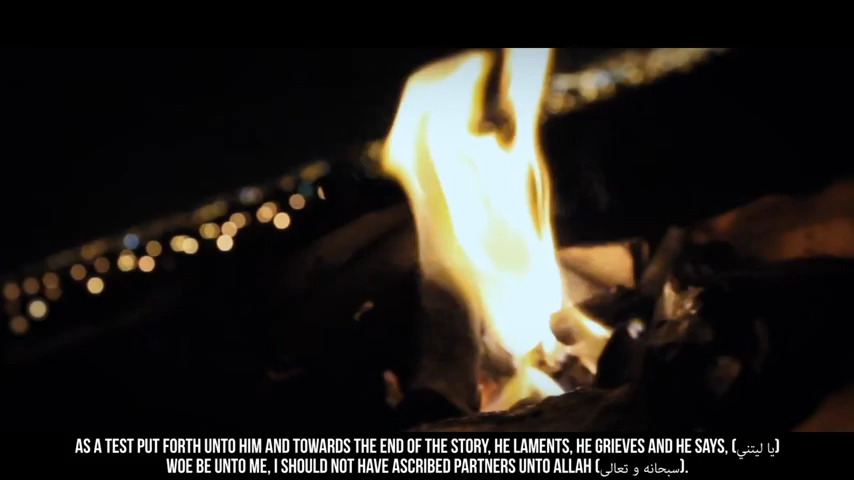 AS A TEST PUT FORTH UNTO HIM AND TOWARDS THE END OF THE STORY, HE LAMENTS, HE GRIEVES AND HE SAYS, (يا ليتني)
WOE BE UNTO ME, I SHOULD NOT HAVE ASCRIBED PARTNERS UNTO ALLAH (سبحانه و تعالى).